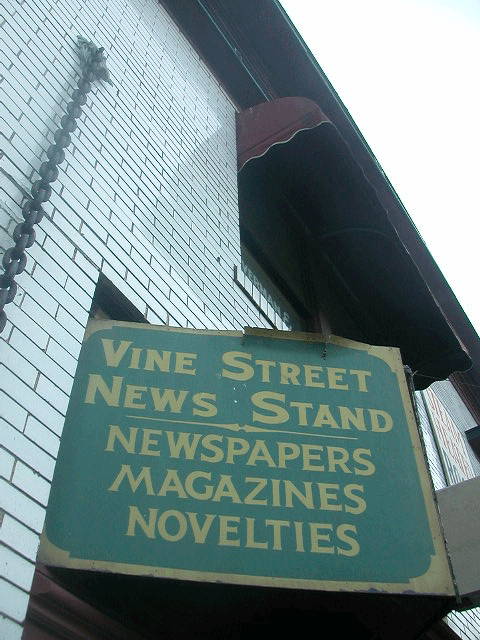 VINE STREET
NEWS STAND
NEWSPAPERS
MAGAZINES
NOVELTIES